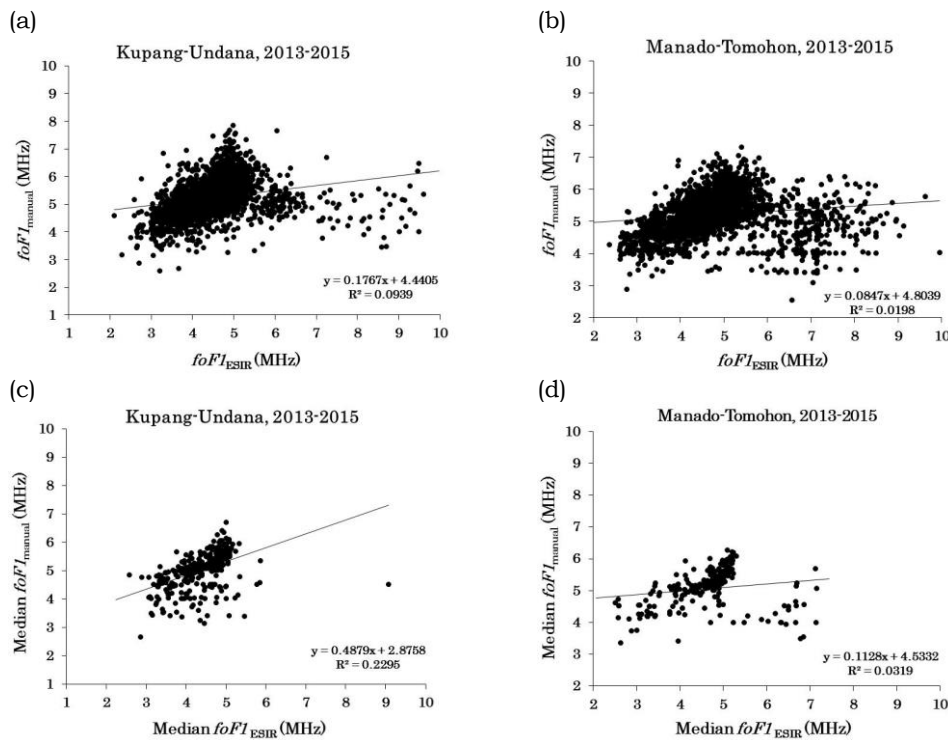 (a)
Kupang-Undana, 2013-2015
10
9
8
7
6
5
4
3
2
1
foF1manual (MHz)
y = 0.1767x + 4.4405
R² = 0.0939
1 2 3 4 5 6 7 8 9 10
foF1ESIR (MHz)
(b)
Manado-Tomohon, 2013-2015
10
9
8
7
6
5
4
3
2
foF1manual (MHz)
y = 0.0847x + 4.8039
R² = 0.0198
2 3 4 5 6 7 8 9 10
foF1ESIR (MHz)
(c)
Kupang-Undana, 2013-2015
10
9
8
7
6
5
4
3
2
1
Median foF1manual (MHz)
y = 0.4879x + 2.8758
R² = 0.2295
1 2 3 4 5 6 7 8 9 10
Median foF1ESIR (MHz)
(d)
Manado-Tomohon, 2013-2015
10
9
8
7
6
5
4
3
2
Median foF1manual (MHz)
y = 0.1128x + 4.5332
R² = 0.0319
2 3 4 5 6 7 8 9 10
Median foF1ESIR (MHz)